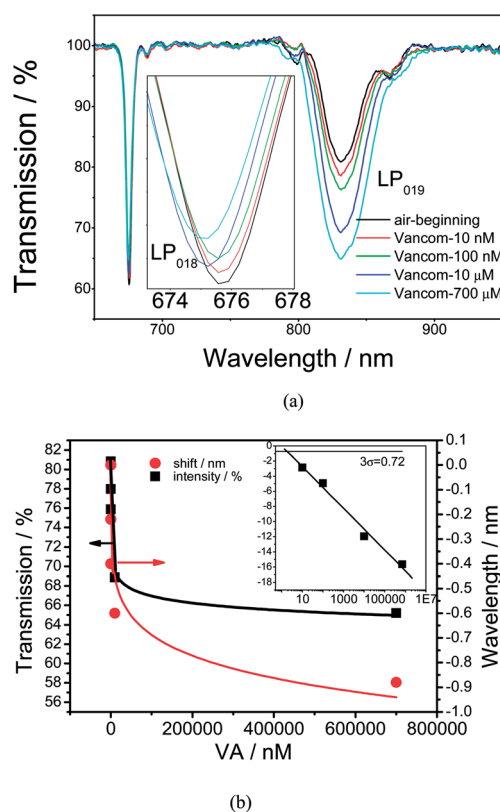 100
90
80
70
60
Transmission / %
LP018
674 676 678
LP019
air-beginning
Vancom-10 nM
Vancom-100 nM
Vancom-10 μM
Vancom-700 μM
700 800 900
Wavelength / nm
(a)
82
80
78
76
74
72
70
68
66
64
62
60
58
56
Transmission / %
shift / nm
intensity / %
0
-2
-4
-6
-8
-10
-12
-14
-16
-18
3σ=0.72
10 1000 100000 1E7
0.1
0.0
-0.1
-0.2
-0.3
-0.4
-0.5
-0.6
-0.7
-0.8
-0.9
-1.0
Wavelength / nm
0 200000 400000 600000 800000
VA / nM
(b)